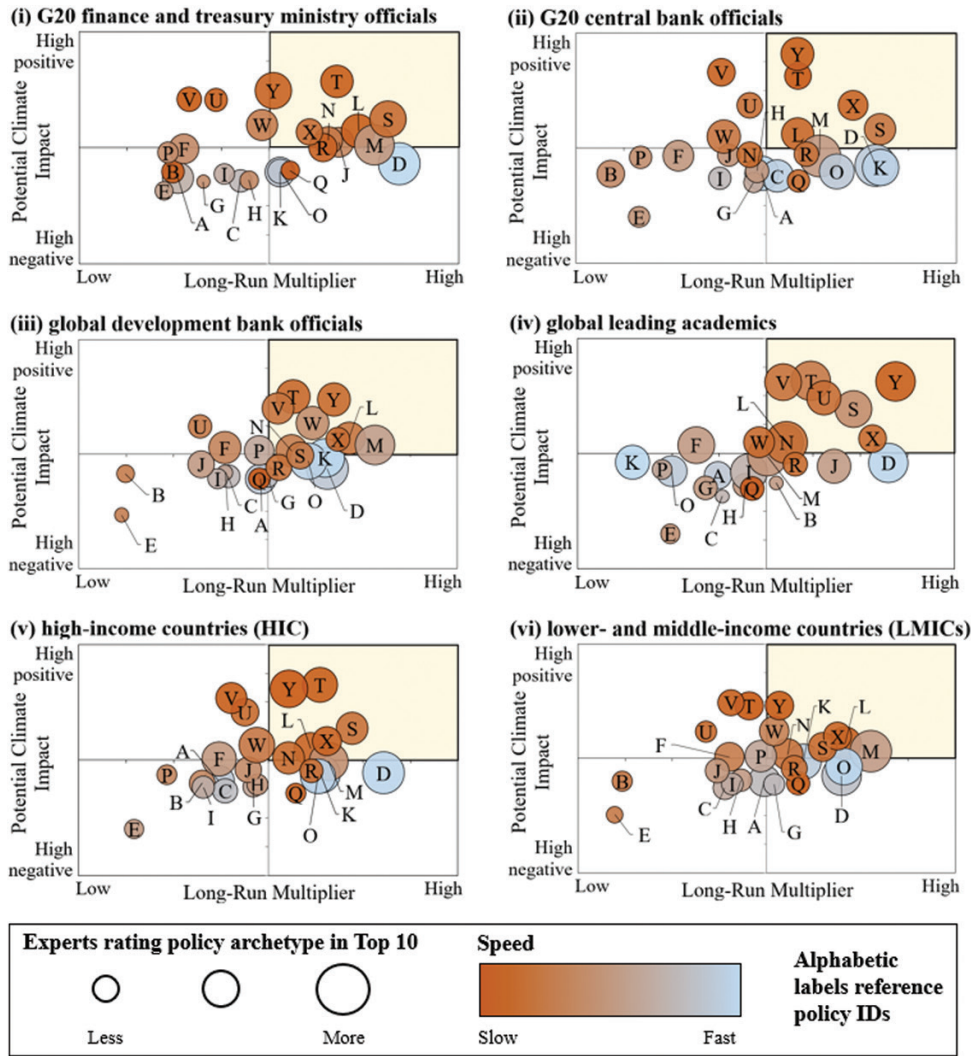 (i) G20 finance and treasury ministry officials
High
positive
Potential Climate
Impact
High
negative
Low
Long-Run Multiplier
High
V U Y T N L S W X R M D J P F B E A G I C H K O Q
(ii) G20 central bank officials
High
positive
Potential Climate
Impact
High
negative
Low
Long-Run Multiplier
High
V Y T U H X M D S W L P F J N R B I C O K Q G A E
(iii) global development bank officials
High
positive
Potential Climate
Impact
High
negative
Low
Long-Run Multiplier
High
V T Y L U N W F P X M S K J R I Q B H C A G O D E
(iv) global leading academics
High
positive
Potential Climate
Impact
High
negative
Low
Long-Run Multiplier
High
V T Y U L S F W N X K P A I R J D O G Q M B C H E
(v) high-income countries (HIC)
High
positive
Potential Climate
Impact
High
negative
Low
Long-Run Multiplier
High
V Y T U L S A W X F N P J R D B I C H G Q M K O E
(vi) lower- and middle-income countries (LMICs)
High
positive
Potential Climate
Impact
High
negative
Low
Long-Run Multiplier
High
V T Y K L U W N F P S X M J R O B I Q C H A G D E
Experts rating policy archetype in Top 10
Less
More
Speed
Slow
Fast
Alphabetic
labels reference
policy IDs